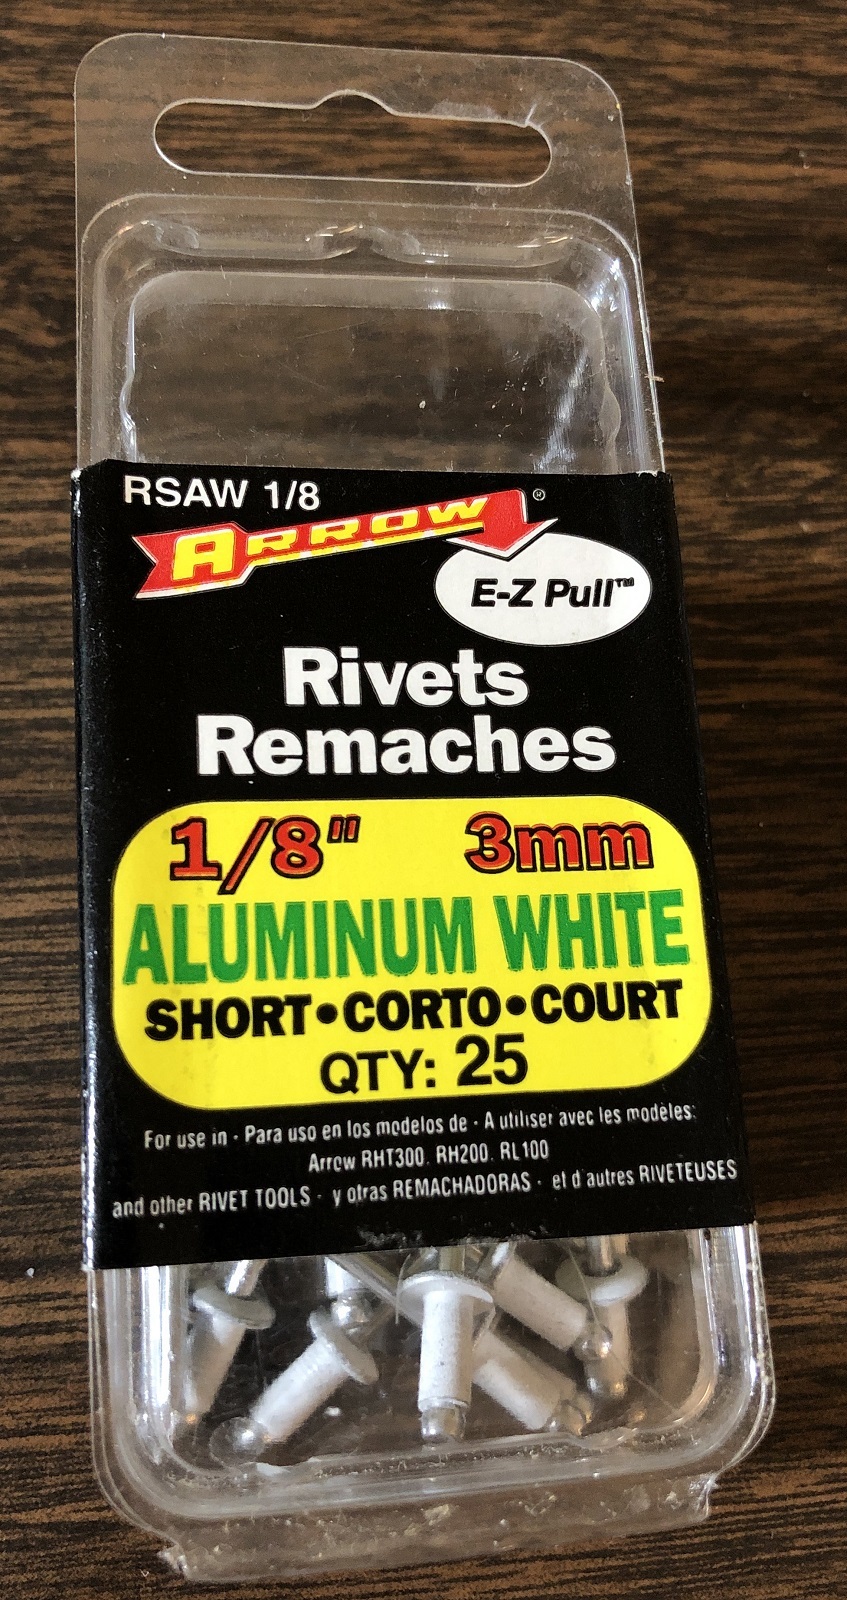 RSAW 1/8
ARROW®
E-Z Pull™
Rivets
Remaches
1/8" 3mm
ALUMINUM WHITE
SHORT•CORTO•COURT
QTY: 25
For use in · Para uso en los modelos de · A utiliser avec les modèles:
Arrow RHT300. RH200. RL100
and other RIVET TOOLS · y otras REMACHADORAS · et d'autres RIVETEUSES